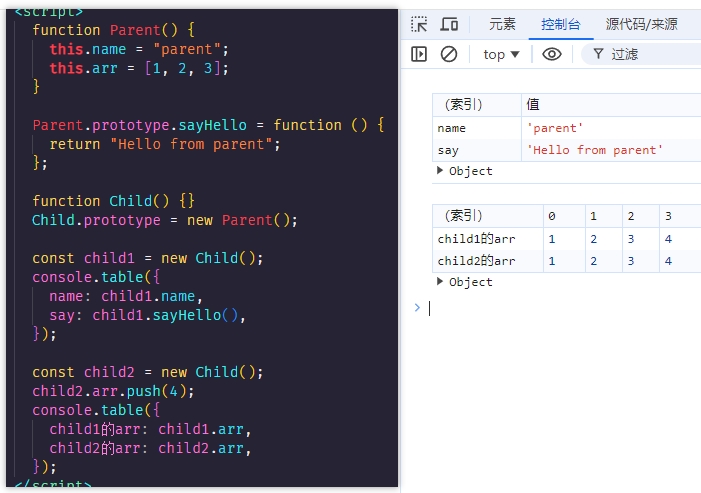 <script>
function Parent() {
this.name = "parent";
this.arr = [1, 2, 3];
}
Parent.prototype.sayHello = function () {
return "Hello from parent";
};
function Child() {}
Child.prototype = new Parent();
const child1 = new Child();
console.table({
name: child1.name,
say: child1.sayHello(),
});
const child2 = new Child();
child2.arr.push(4);
console.table({
child1的arr: child1.arr,
child2的arr: child2.arr,
});
</script>
元素 控制台 源代码/来源
top ▼ 过滤
(索引) 值
name 'parent'
say 'Hello from parent'
▶ Object
(索引) 0 1 2 3
child1的arr 1 2 3 4
child2的arr 1 2 3 4
▶ Object
>